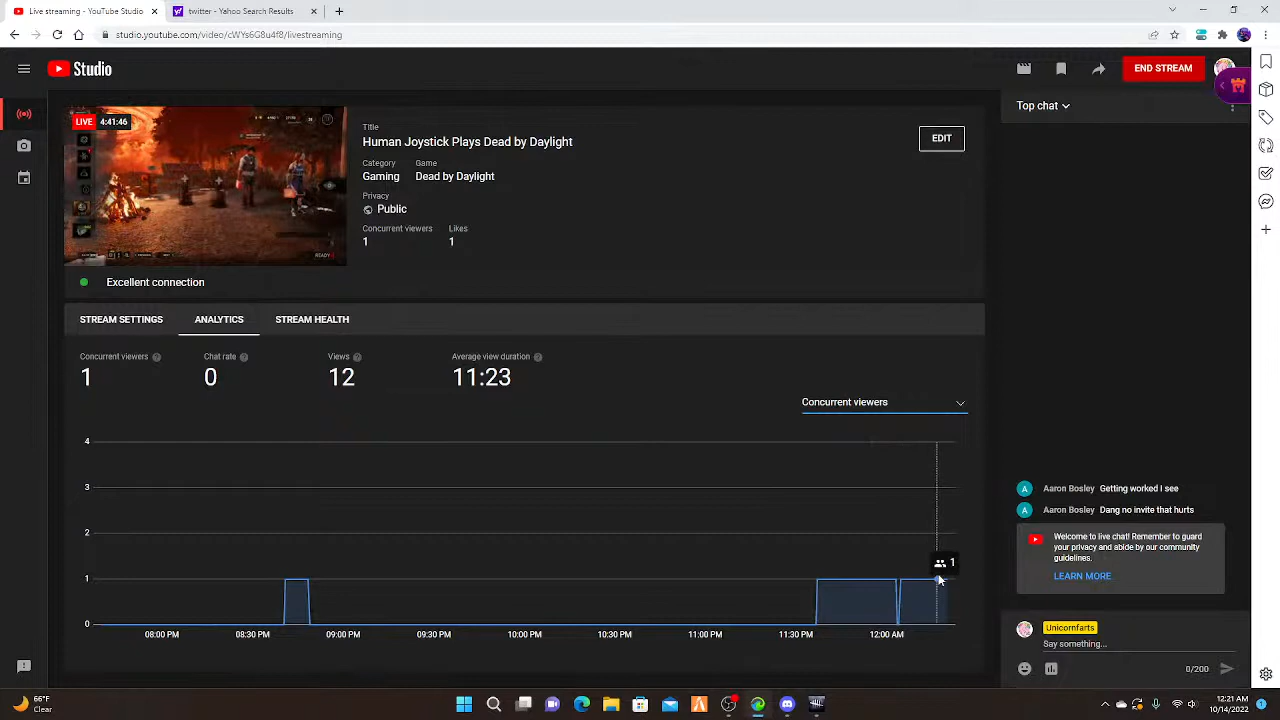 Live streaming - YouTube Studio
twitter - Yahoo Search Results
studio.youtube.com/video/cWYs6G8u4f8/livestreaming
Studio
END STREAM
LIVE 4:41:46
READY
Title
Human Joystick Plays Dead by Daylight
EDIT
Category Game
Gaming Dead by Daylight
Privacy
Public
Concurrent viewers Likes
1 1
Excellent connection
STREAM SETTINGS ANALYTICS STREAM HEALTH
Concurrent viewers Chat rate Views Average view duration
1 0 12 11:23
Concurrent viewers
4
3
2
1
0
1
08:00 PM 08:30 PM 09:00 PM 09:30 PM 10:00 PM 10:30 PM 11:00 PM 11:30 PM 12:00 AM
Top chat
A Aaron Bosley Getting worked I see
A Aaron Bosley Dang no invite that hurts
Welcome to live chat! Remember to guard
your privacy and abide by our community
guidelines.
LEARN MORE
Unicornfarts
Say something...
0/200
66°F
Clear
12:21 AM
10/4/2022